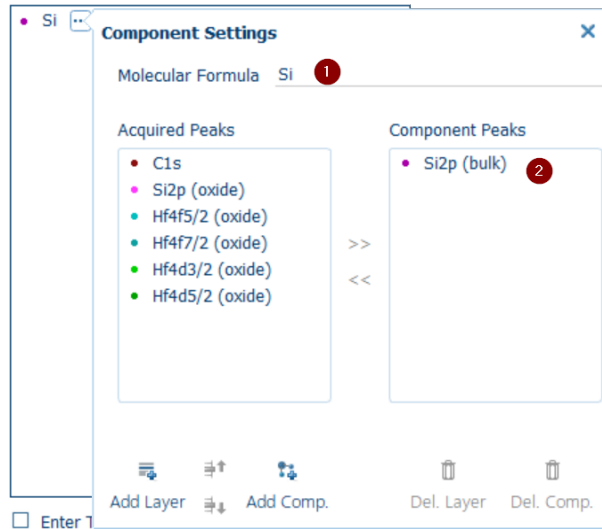 Si
Component Settings
Molecular Formula Si 1
Acquired Peaks
C1s
Si2p (oxide)
Hf4f5/2 (oxide)
Hf4f7/2 (oxide)
Hf4d3/2 (oxide)
Hf4d5/2 (oxide)
>>
<<
Component Peaks
Si2p (bulk) 2
Add Layer
Add Comp.
Del. Layer
Del. Comp.
Enter